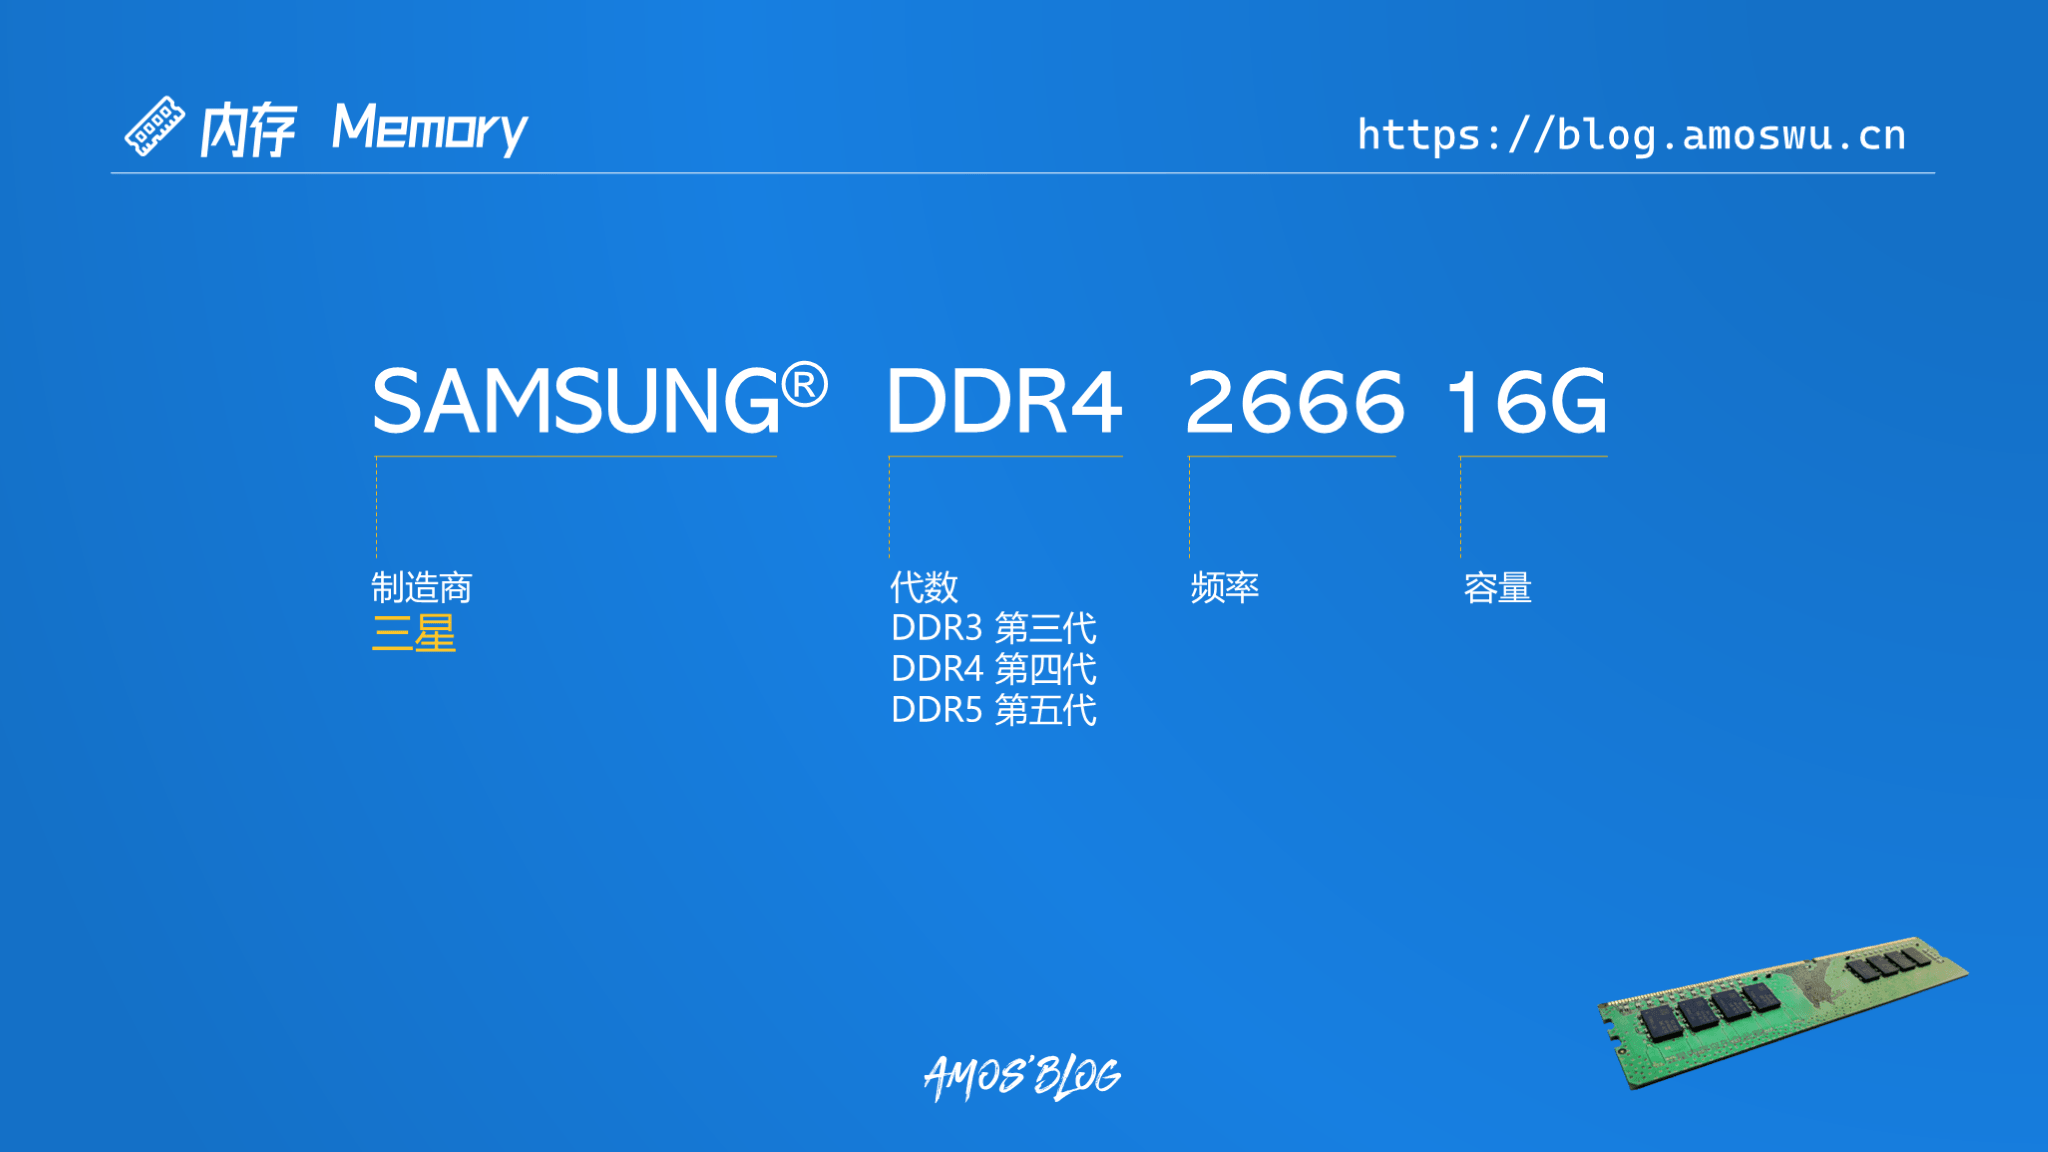 内存 Memory
https://blog.amoswu.cn
SAMSUNG® DDR4 2666 16G
制造商
三星
代数
DDR3 第三代
DDR4 第四代
DDR5 第五代
频率
容量
AMOS'BLOG